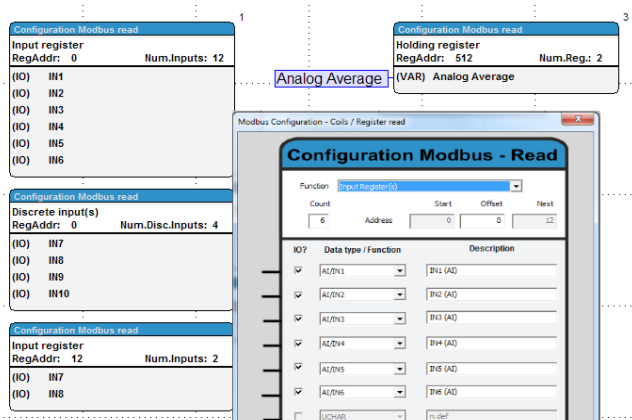 1
Configuration Modbus read
Input register
RegAddr: 0 Num.Inputs: 12
(IO) IN1
(IO) IN2
(IO) IN3
(IO) IN4
(IO) IN5
(IO) IN6
Configuration Modbus read
Discrete input(s)
RegAddr: 0 Num.Disc.Inputs: 4
(IO) IN7
(IO) IN8
(IO) IN9
(IO) IN10
Configuration Modbus read
Input register
RegAddr: 12 Num.Inputs: 2
(IO) IN7
(IO) IN8
3
Configuration Modbus read
Holding register
RegAddr: 512 Num.Reg.: 2
Analog Average
(VAR) Analog Average
Modbus Configuration - Coils / Register read
Configuration Modbus - Read
Function Input Register(s)
Count Start Offset Next
6 Address 0 0 12
IO? Data type / Function Description
AI/IN1 IN1 (AI)
AI/IN2 IN2 (AI)
AI/IN3 IN3 (AI)
AI/IN4 IN4 (AI)
AI/IN5 IN5 (AI)
AI/IN6 IN6 (AI)
UCHAR n.def